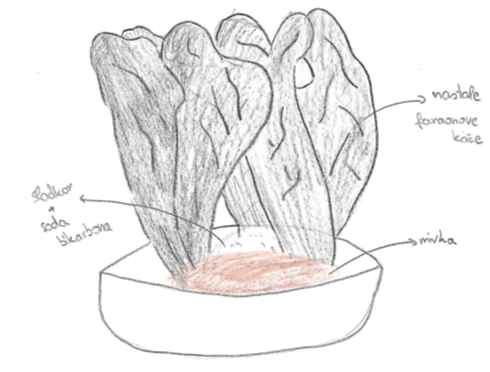 nastale
faraonove
kače
sladkor
+
soda
bikarbona
mivka